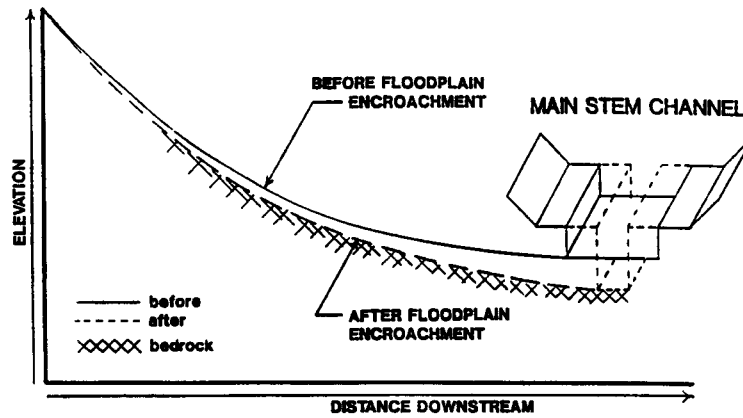 BEFORE FLOODPLAIN
ENCROACHMENT
MAIN STEM CHANNEL
ELEVATION
before
after
bedrock
AFTER FLOODPLAIN
ENCROACHMENT
DISTANCE DOWNSTREAM